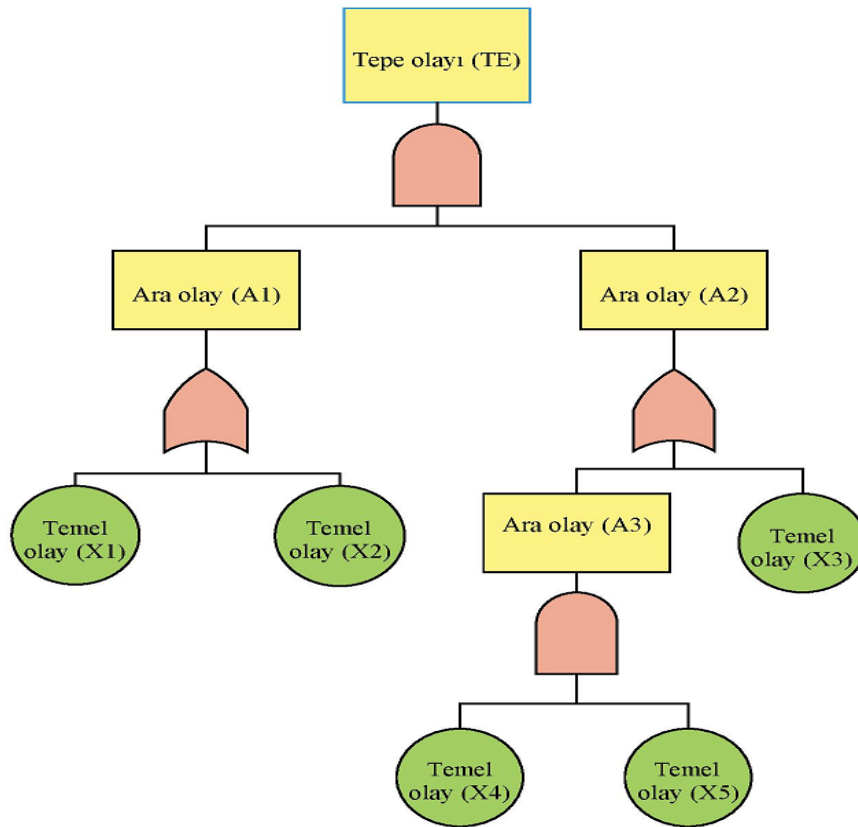 Tepe olayı (TE)
Ara olay (A1)
Ara olay (A2)
Temel
olay (X1)
Temel
olay (X2)
Ara olay (A3)
Temel
olay (X3)
Temel
olay (X4)
Temel
olay (X5)